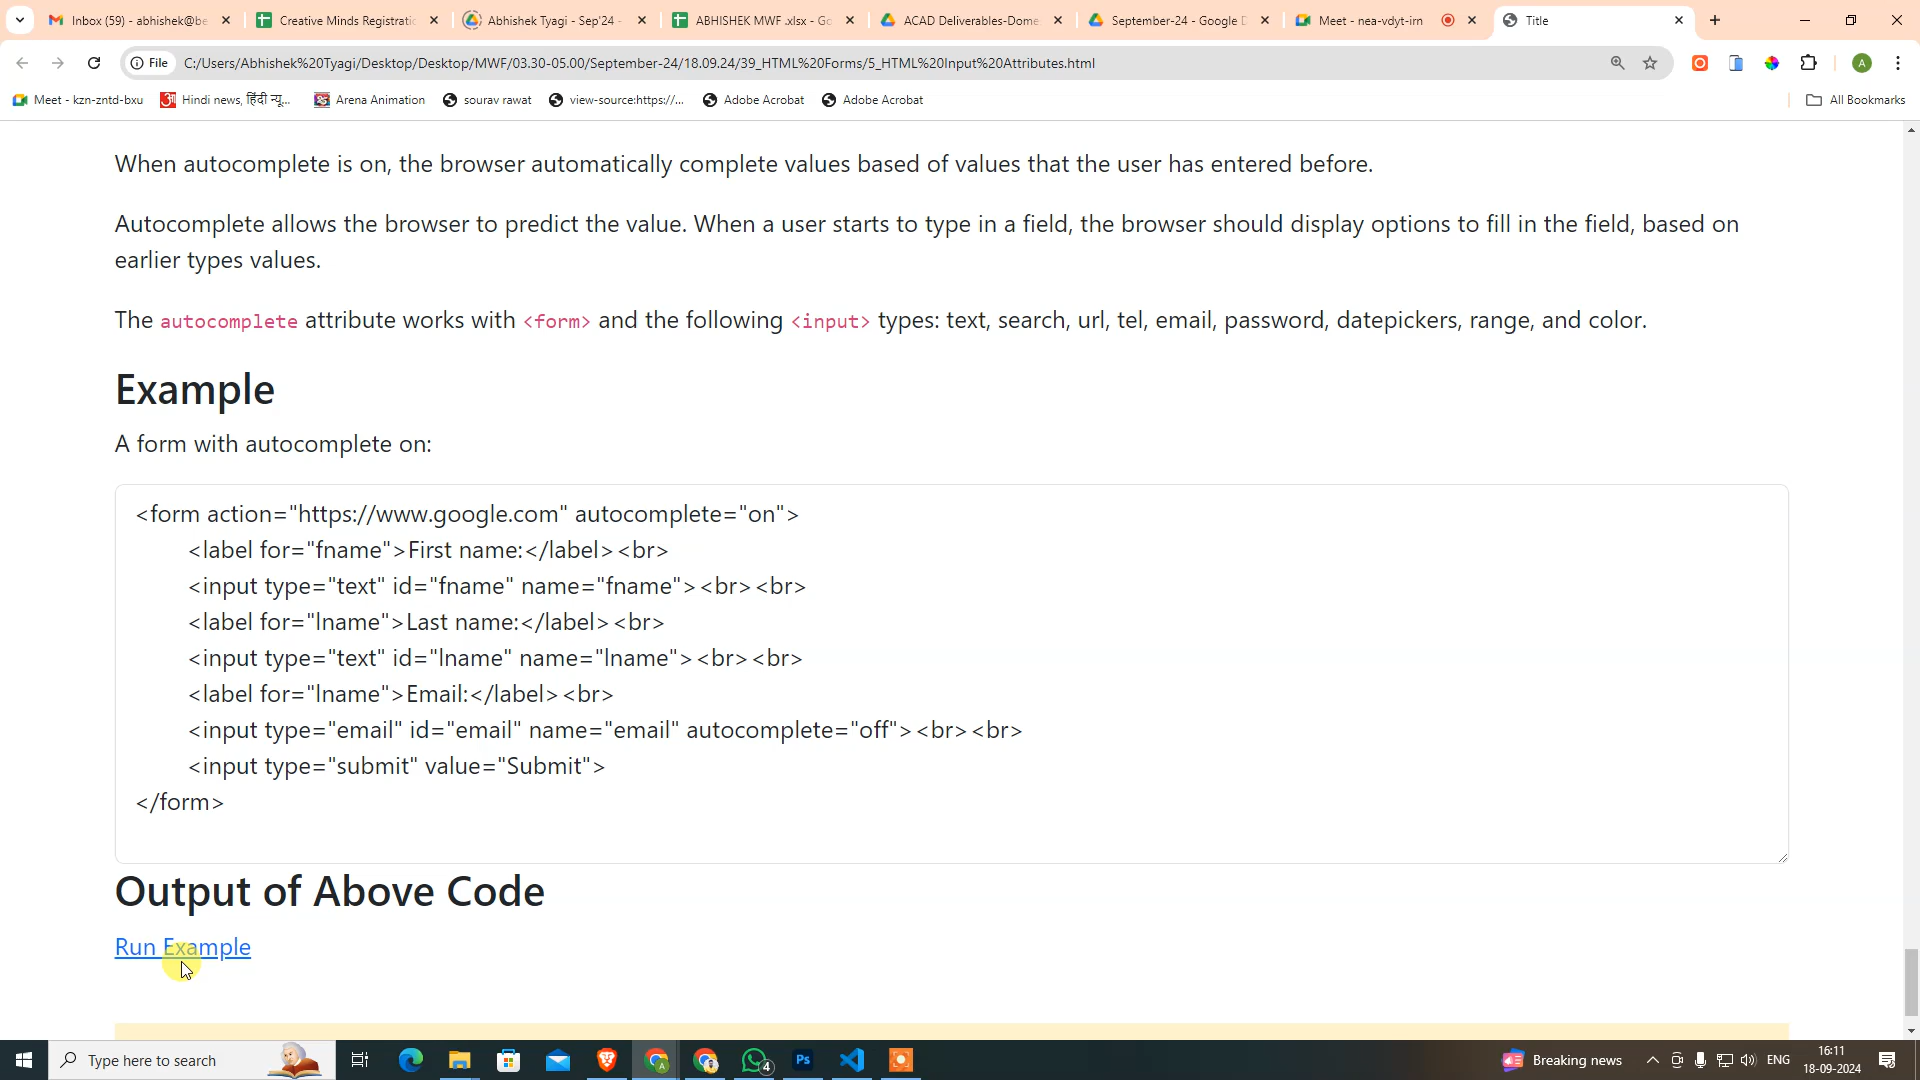 Inbox (59) - abhishek@be
Creative Minds Registratic
Abhishek Tyagi - Sep'24 -
ABHISHEK MWF .xlsx - Go
ACAD Deliverables-Dome
September-24 - Google D
Meet - nea-vdyt-irn
Title
File
C:/Users/Abhishek%20Tyagi/Desktop/Desktop/MWF/03.30-05.00/September-24/18.09.24/39_HTML%20Forms/5_HTML%20Input%20Attributes.html
A
Meet - kzn-zntd-bxu
Hindi news, हिंदी न्यू...
Arena Animation
sourav rawat
view-source:https://...
Adobe Acrobat
Adobe Acrobat
All Bookmarks
When autocomplete is on, the browser automatically complete values based of values that the user has entered before.
Autocomplete allows the browser to predict the value. When a user starts to type in a field, the browser should display options to fill in the field, based on
earlier types values.
The autocomplete attribute works with <form> and the following <input> types: text, search, url, tel, email, password, datepickers, range, and color.
Example
A form with autocomplete on:
<form action="https://www.google.com" autocomplete="on">
<label for="fname">First name:</label><br>
<input type="text" id="fname" name="fname"><br><br>
<label for="lname">Last name:</label><br>
<input type="text" id="lname" name="lname"><br><br>
<label for="lname">Email:</label><br>
<input type="email" id="email" name="email" autocomplete="off"><br><br>
<input type="submit" value="Submit">
</form>
Output of Above Code
Run Example
Type here to search
A
4
Ps
Breaking news
ENG
16:11
18-09-2024